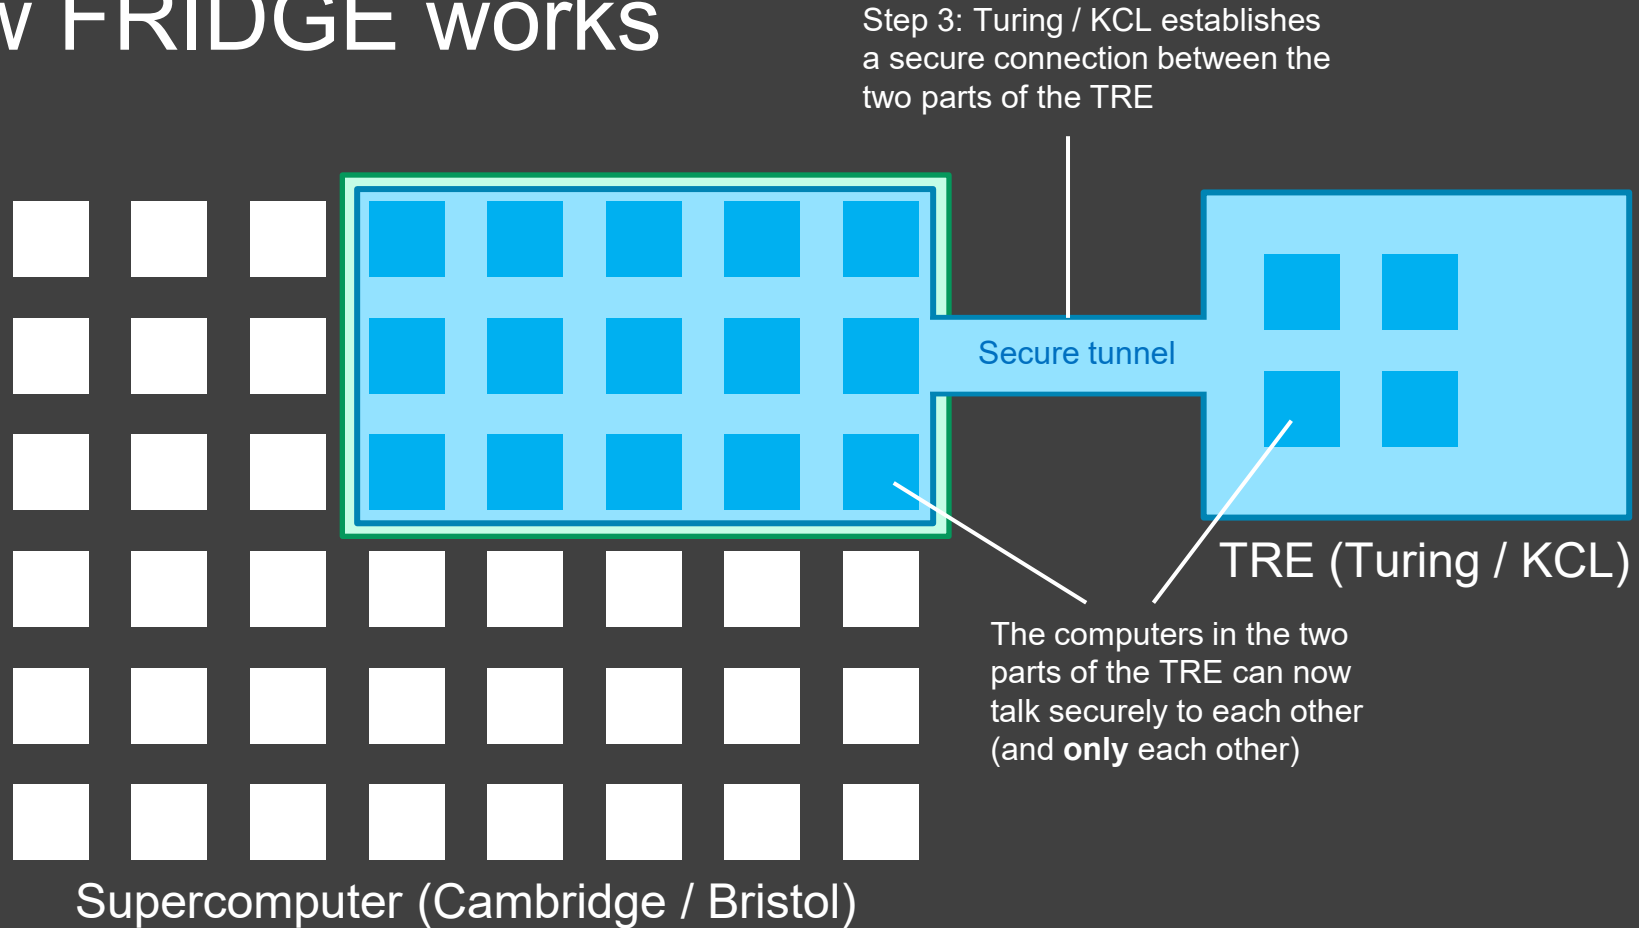 w FRIDGE works
Step 3: Turing / KCL establishes
a secure connection between the
two parts of the TRE
Secure tunnel
TRE (Turing / KCL)
The computers in the two
parts of the TRE can now
talk securely to each other
(and only each other)
Supercomputer (Cambridge / Bristol)